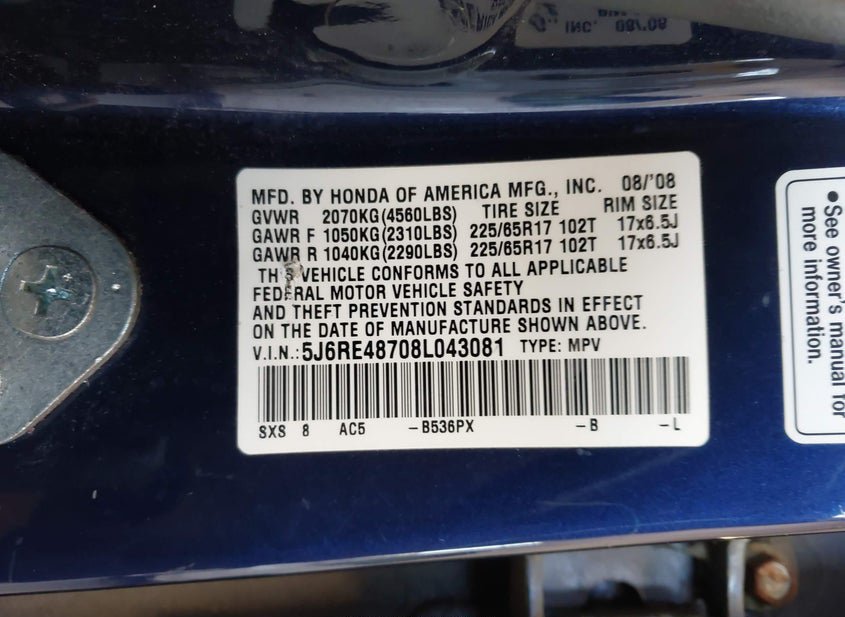 MFD. BY HONDA OF AMERICA MFG., INC. 08/'08
GVWR 2070KG(4560LBS) TIRE SIZE RIM SIZE
GAWR F 1050KG(2310LBS) 225/65R17 102T 17x6.5J
GAWR R 1040KG(2290LBS) 225/65R17 102T 17x6.5J
THIS VEHICLE CONFORMS TO ALL APPLICABLE
FEDERAL MOTOR VEHICLE SAFETY
AND THEFT PREVENTION STANDARDS IN EFFECT
ON THE DATE OF MANUFACTURE SHOWN ABOVE.
V.I.N.: 5J6RE48708L043081 TYPE: MPV
SXS 8 AC5 -B536PX -B -L
•See owner's manual for
more information.